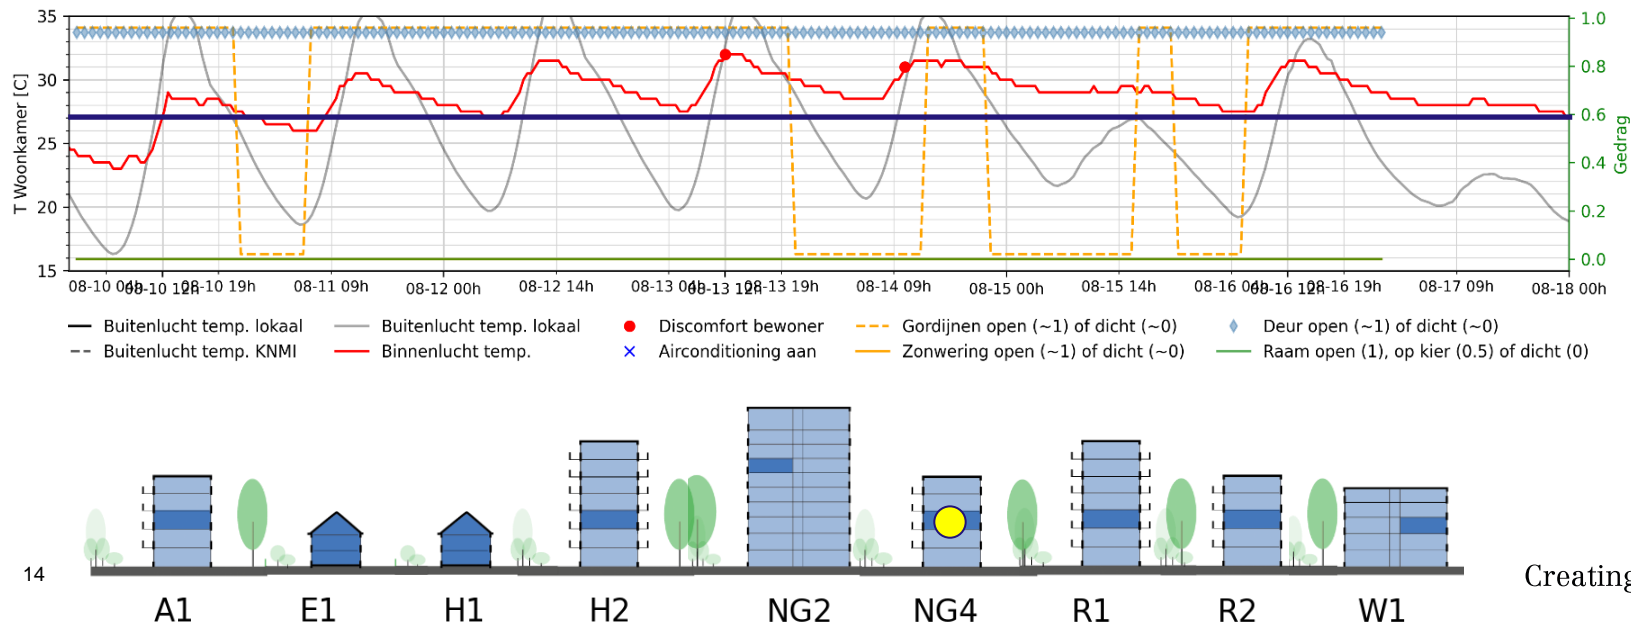 35
30
25
20
15
T Woonkamer [C]
1.0
0.8
0.6
0.4
0.2
0.0
Gedrag
08-10 04h 08-10 12h 08-10 19h 08-11 09h 08-12 00h 08-12 14h 08-13 04h 08-13 12h 08-13 19h 08-14 09h 08-15 00h 08-15 14h 08-16 04h 08-16 12h 08-16 19h 08-17 09h 08-18 00h
Buitenlucht temp. lokaal Buitenlucht temp. lokaal Discomfort bewoner Gordijnen open (~1) of dicht (~0) Deur open (~1) of dicht (~0)
Buitenlucht temp. KNMI Binnenlucht temp. Airconditioning aan Zonwering open (~1) of dicht (~0) Raam open (1), op kier (0.5) of dicht (0)
14
Creating
A1 E1 H1 H2 NG2 NG4 R1 R2 W1